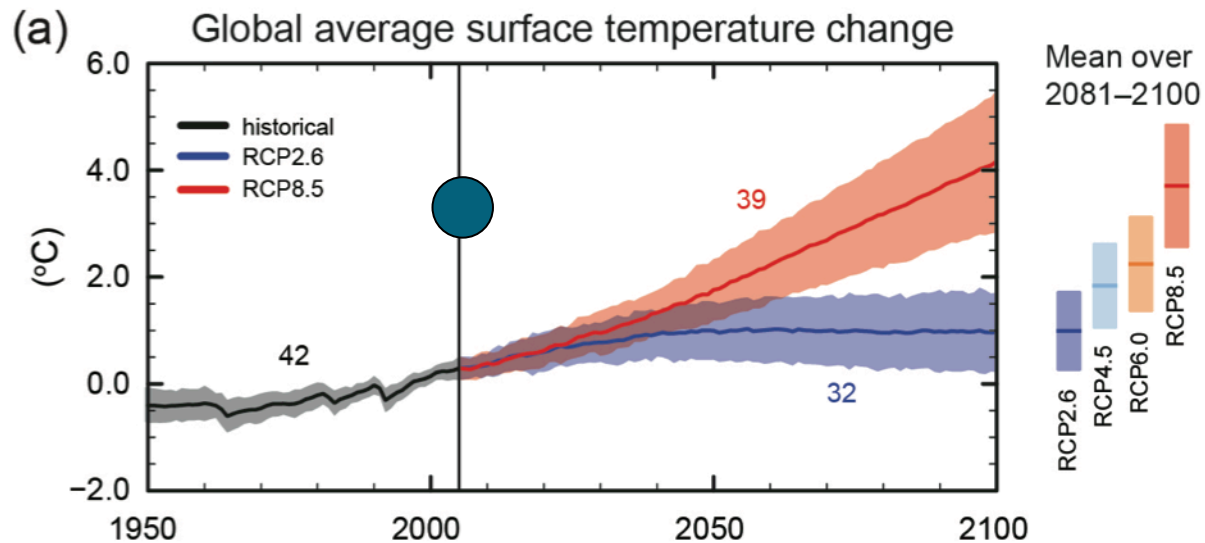 (a) Global average surface temperature change
6.0
4.0
2.0
0.0
−2.0
(°C)
historical
RCP2.6
RCP8.5
42
39
32
1950
2000
2050
2100
Mean over
2081–2100
RCP2.6
RCP4.5
RCP6.0
RCP8.5